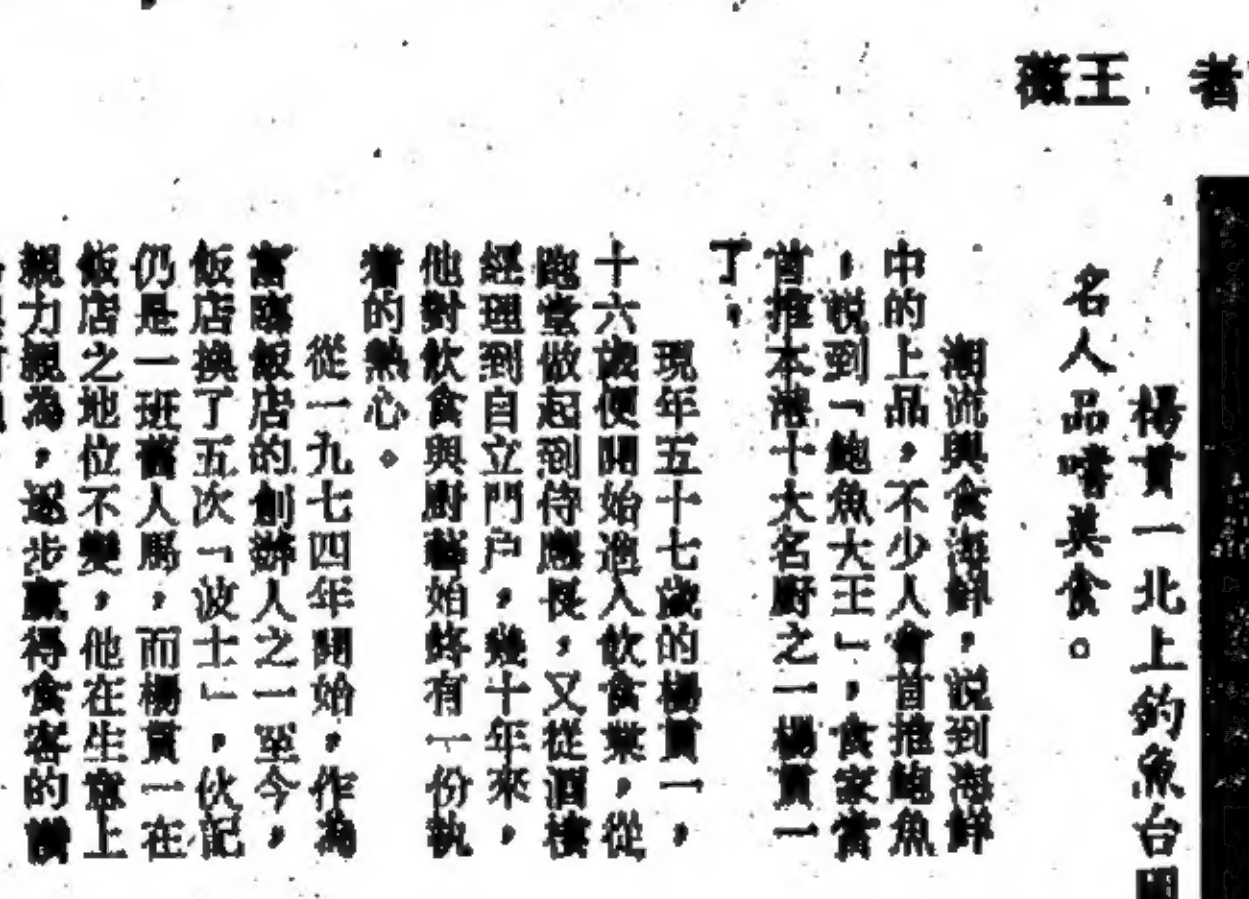 者　王薇
楊貫一北上釣魚台
名人品嚐美食。
潮流興食海鮮，說到海鮮
中的上品，不少人會首推鮑魚
，說到「鮑魚大王」，食家當
首推本港十大名廚之一楊貫一
了。
現年五十七歲的楊貫一，
十六歲便開始進入飲食業，從
跑堂做起到侍應長，又從酒樓
經理到自立門户，幾十年來，
他對飲食與廚藝始終有一份執
着的熱心。
從一九七四年開始，作為
富臨飯店的創辦人之一至今，
飯店換了五次「波士」，伙記
仍是一班舊人馬，而楊貫一在
飯店之地位不變，他在生意上
親力親為，逐步贏得食客的讚